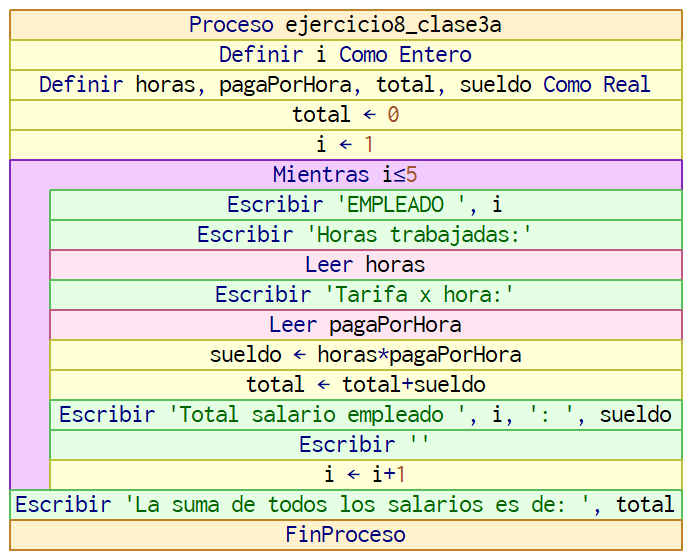 Proceso ejercicio8_clase3a
Definir i Como Entero
Definir horas, pagaPorHora, total, sueldo Como Real
total ← 0
i ← 1
Mientras i≤5
Escribir 'EMPLEADO ', i
Escribir 'Horas trabajadas:'
Leer horas
Escribir 'Tarifa x hora:'
Leer pagaPorHora
sueldo ← horas*pagaPorHora
total ← total+sueldo
Escribir 'Total salario empleado ', i, ': ', sueldo
Escribir ''
i ← i+1
Escribir 'La suma de todos los salarios es de: ', total
FinProceso